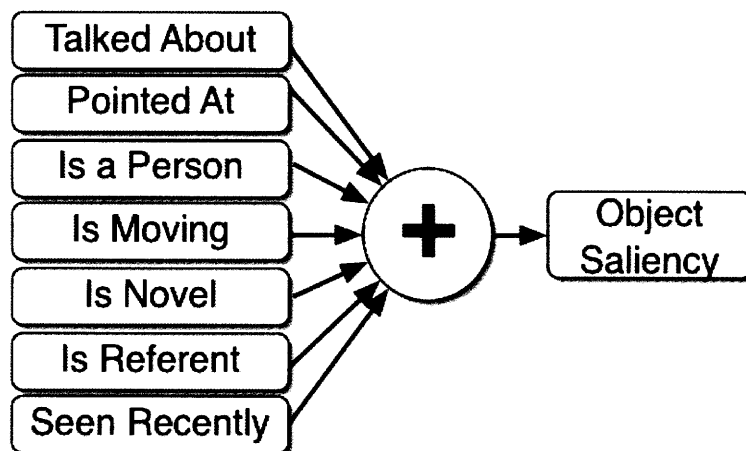 Talked About
Pointed At
Is a Person
Is Moving
Is Novel
Is Referent
Seen Recently
+
Object
Saliency